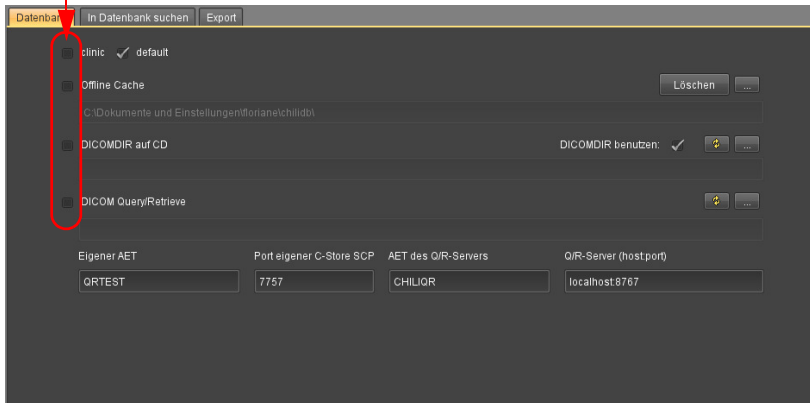 Datenbank In Datenbank suchen Export
clinic default
Offline Cache Löschen ...
C:\Dokumente und Einstellungen\floriane\chilidb\
DICOMDIR auf CD DICOMDIR benutzen: ...
DICOM Query/Retrieve ...
Eigener AET Port eigener C-Store SCP AET des Q/R-Servers Q/R-Server (host:port)
QRTEST 7757 CHILIQR localhost:8767